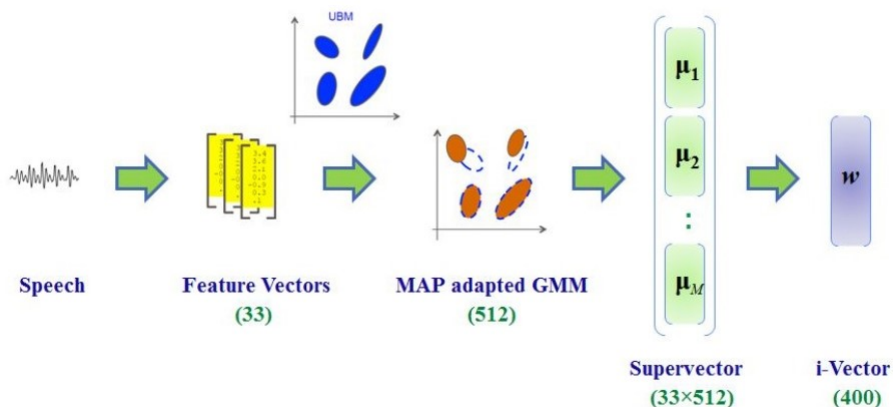 UBM
μ1
μ2
⋮
μM
w
Speech
Feature Vectors
(33)
MAP adapted GMM
(512)
Supervector
(33×512)
i-Vector
(400)